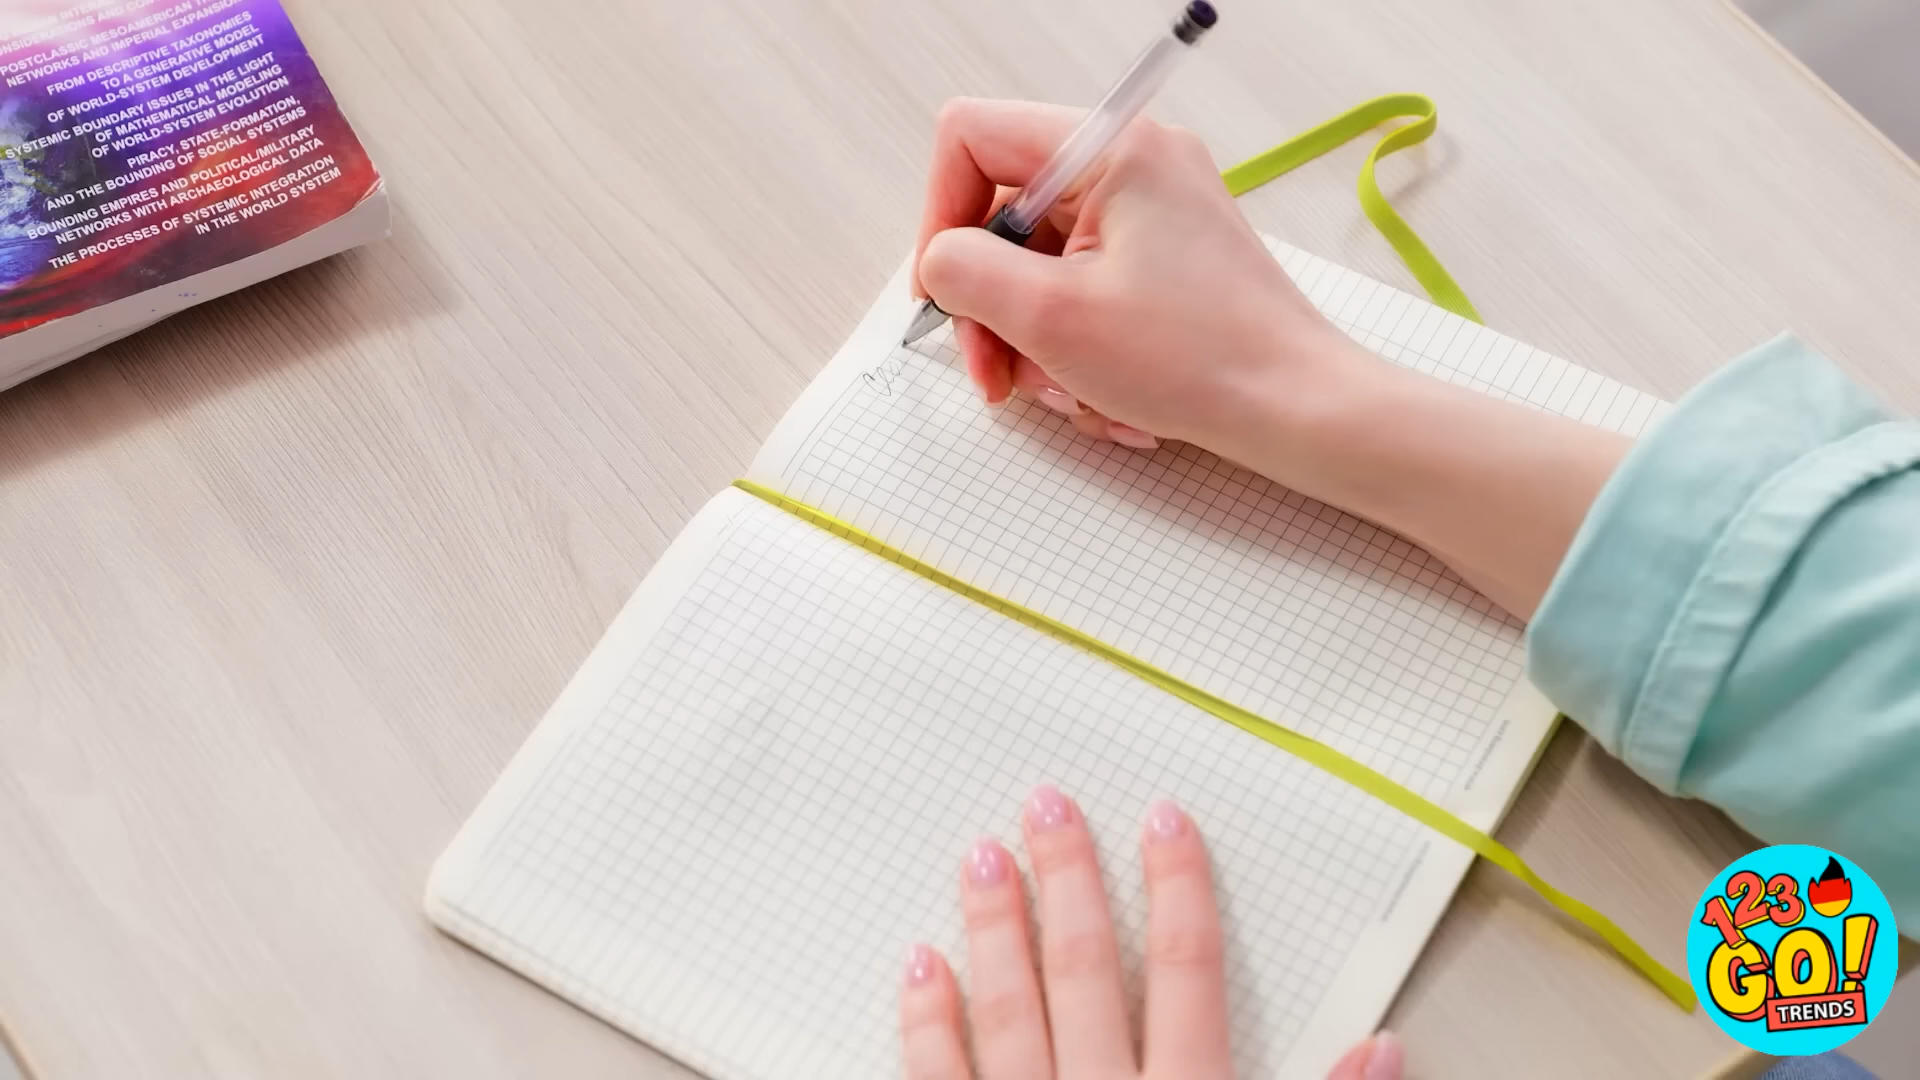 POSTCLASSIC MESOAMERICAN
NETWORKS AND IMPERIAL EXPANSION
FROM DESCRIPTIVE TAXONOMIES
TO A GENERATIVE MODEL
OF WORLD-SYSTEM DEVELOPMENT
SYSTEMIC BOUNDARY ISSUES IN THE LIGHT
OF MATHEMATICAL MODELING
OF WORLD-SYSTEM EVOLUTION
PIRACY, STATE-FORMATION,
AND THE BOUNDING OF SOCIAL SYSTEMS
BOUNDING EMPIRES AND POLITICAL/MILITARY
NETWORKS WITH ARCHAEOLOGICAL DATA
THE PROCESSES OF SYSTEMIC INTEGRATION
IN THE WORLD SYSTEM
123
GO!
TRENDS